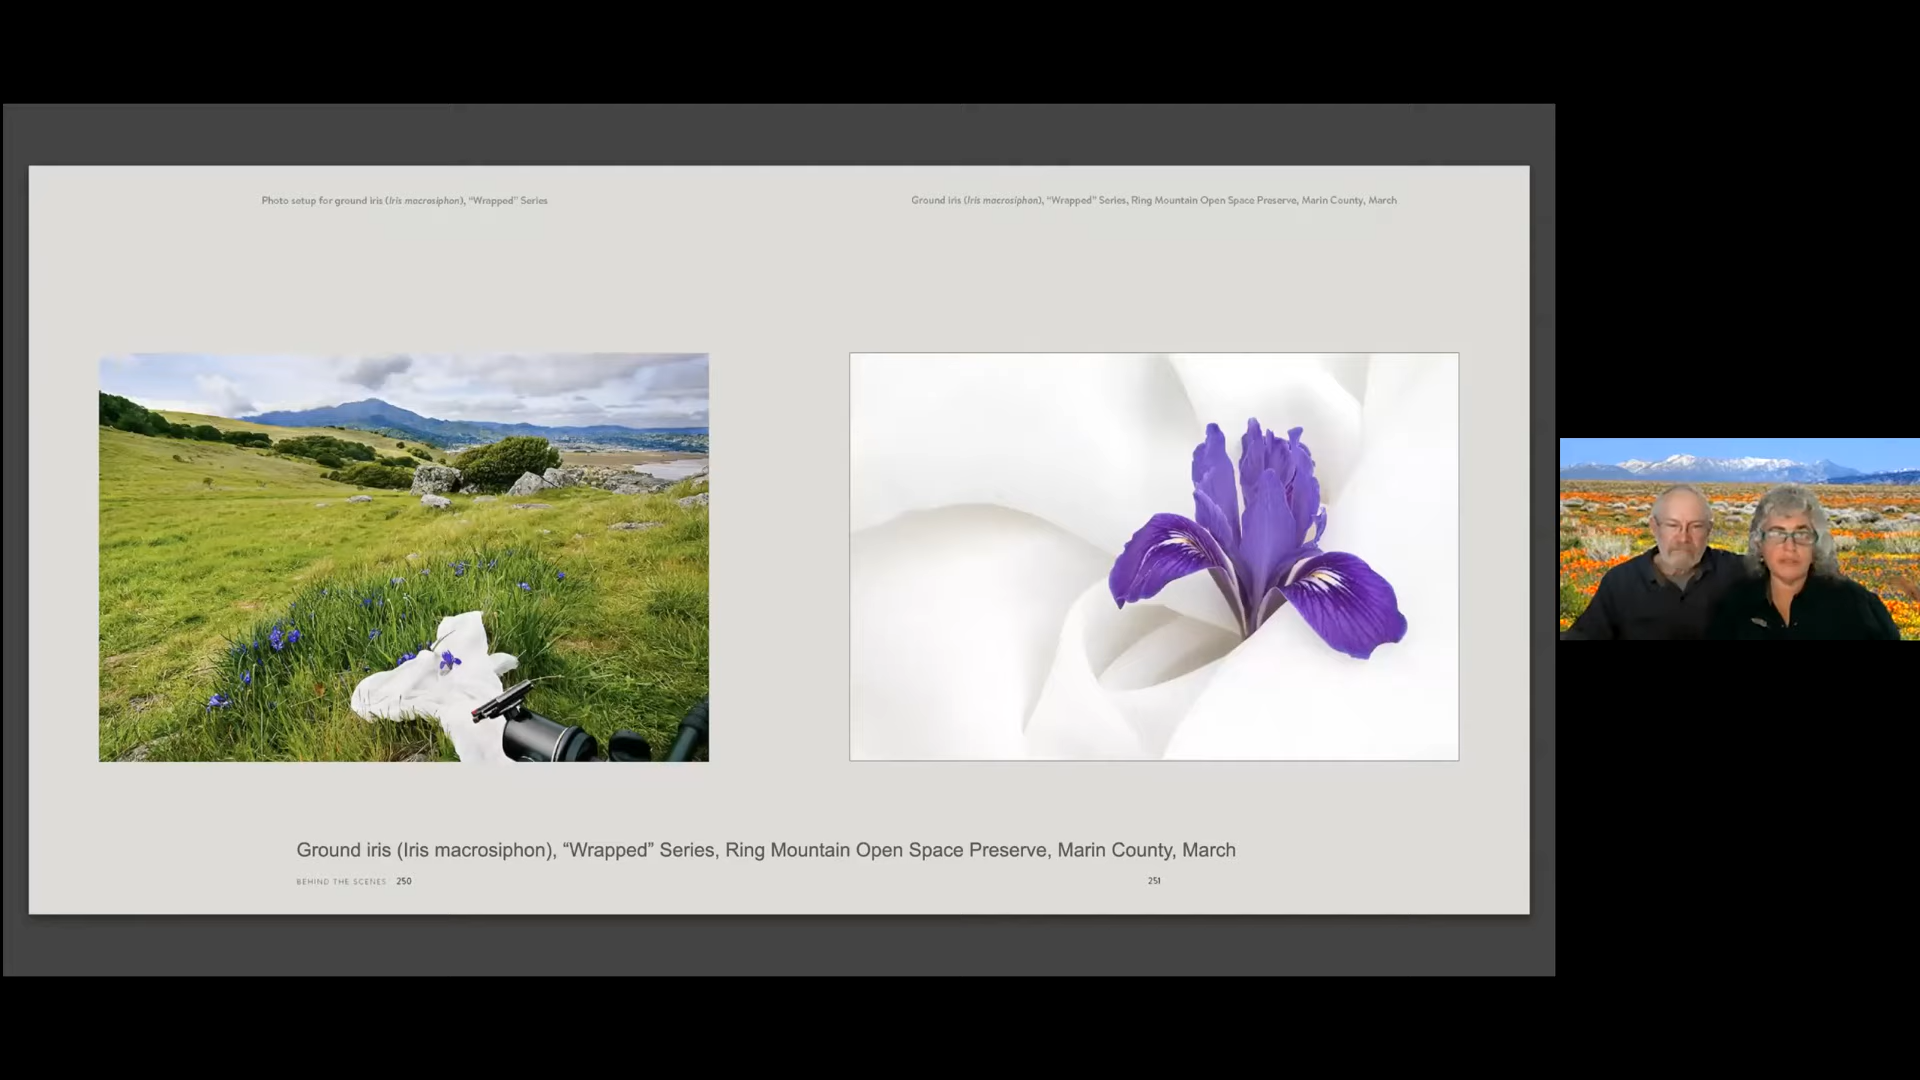 Photo setup for ground iris (Iris macrosiphon), “Wrapped” Series
Ground iris (Iris macrosiphon), “Wrapped” Series, Ring Mountain Open Space Preserve, Marin County, March
Ground iris (Iris macrosiphon), “Wrapped” Series, Ring Mountain Open Space Preserve, Marin County, March
BEHIND THE SCENES 250
251